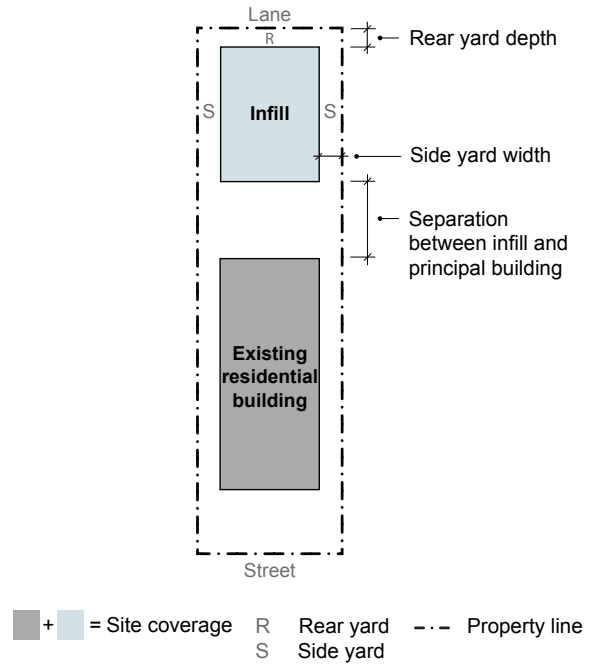 Lane
R
Rear yard depth
S
Infill
S
Side yard width
Separation
between infill and
principal building
Existing
residential
building
Street
+ = Site coverage
R Rear yard
Property line
S Side yard